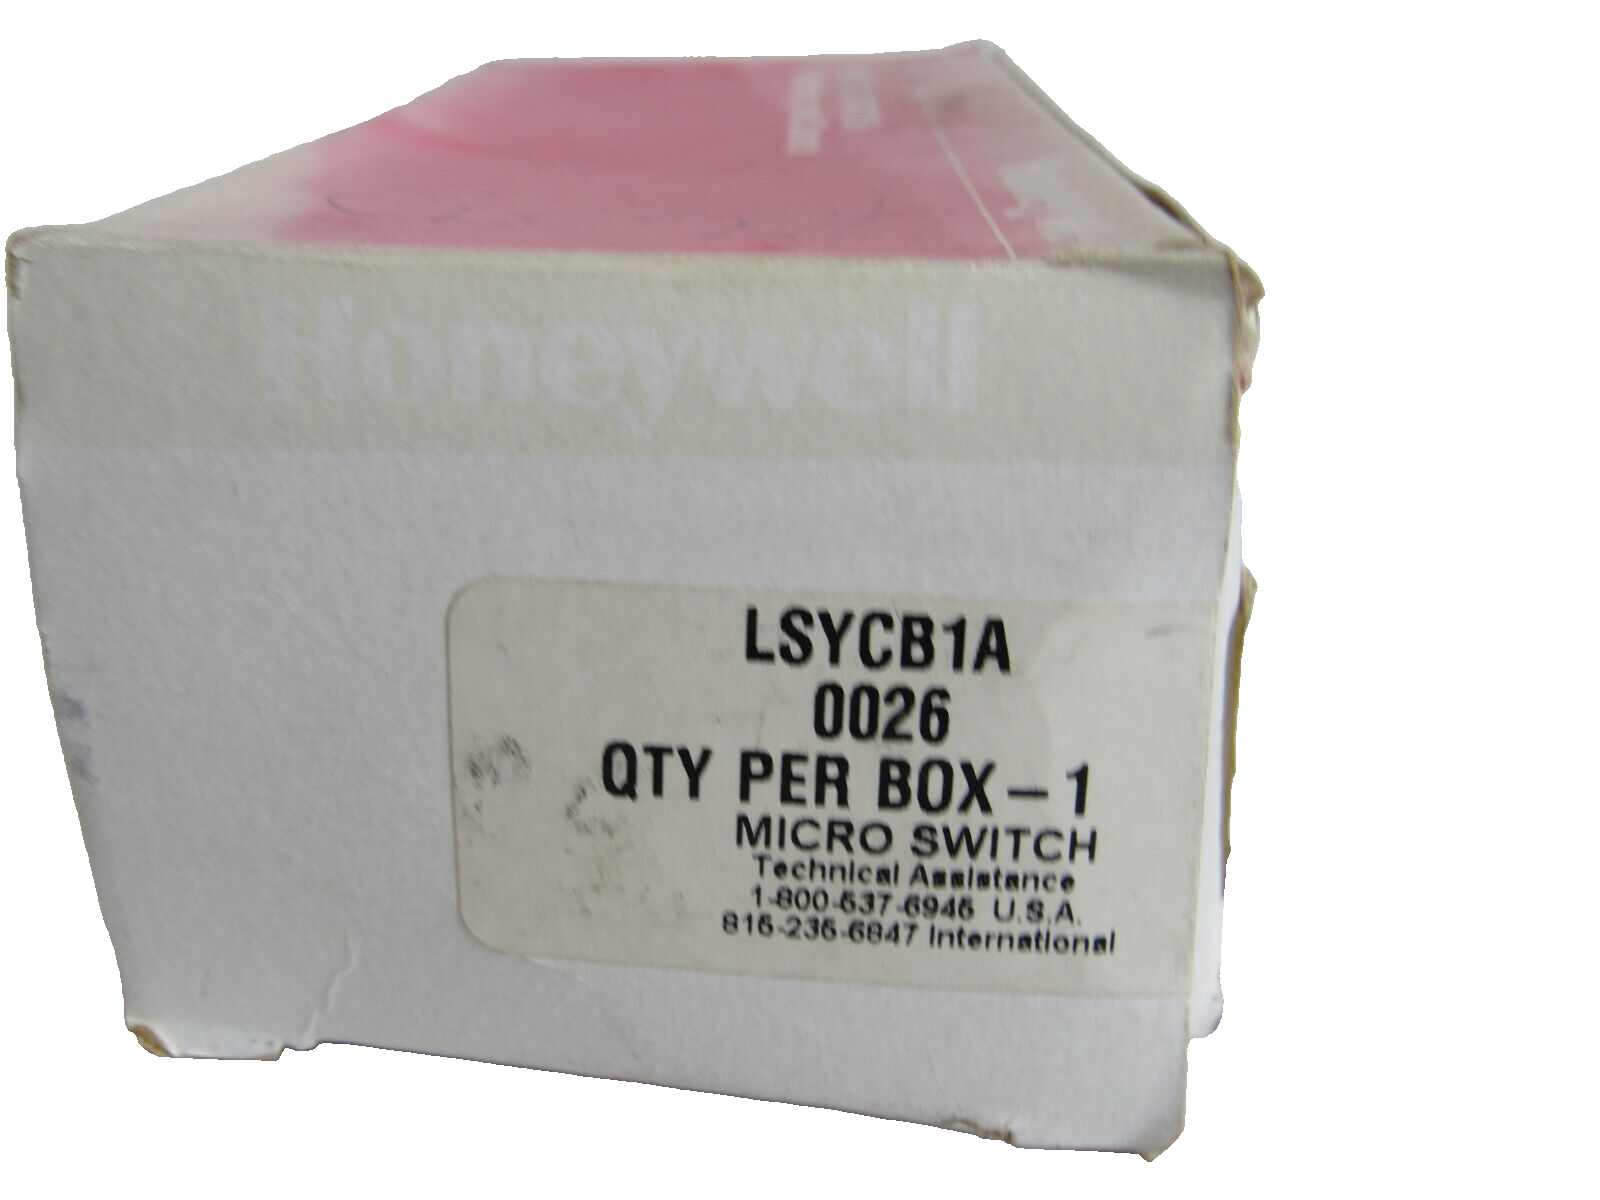 Honeywell
LSYCB1A
0026
QTY PER BOX – 1
MICRO SWITCH
Technical Assistance
1-800-537-6945 U.S.A.
815-235-6847 International